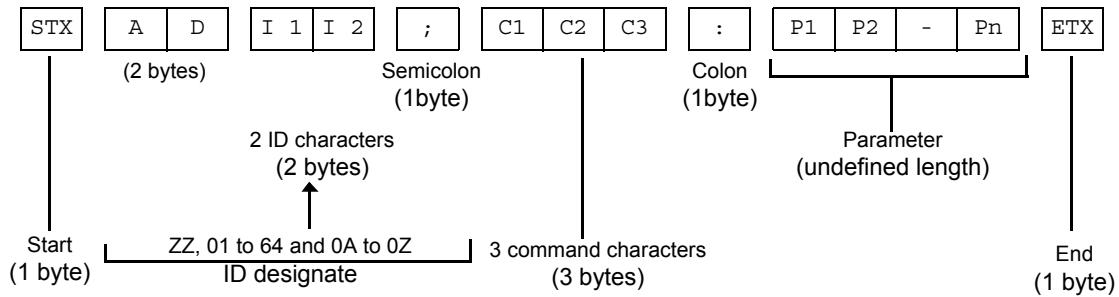 STX A D I 1 I 2 ; C1 C2 C3 : P1 P2 - Pn ETX
(2 bytes) Semicolon Colon
(1byte) (1byte)
2 ID characters Parameter
(2 bytes) (undefined length)
Start ZZ, 01 to 64 and 0A to 0Z 3 command characters End
(1 byte) ID designate (3 bytes) (1 byte)